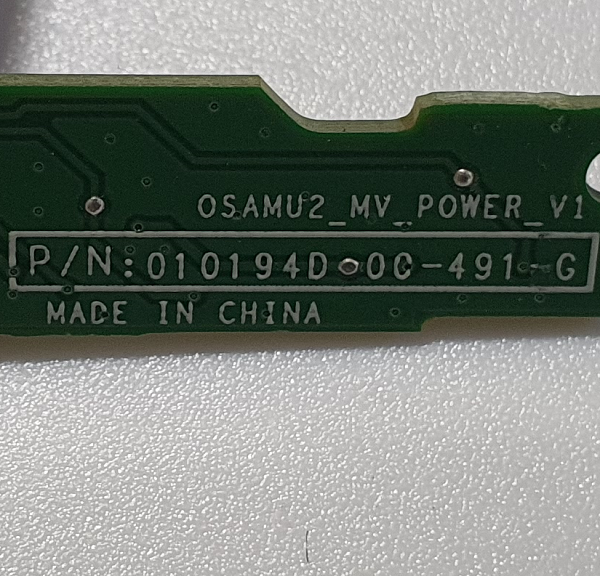 OSAMU2_MV_POWER_V1
P/N:010194D00-491-G
MADE IN CHINA